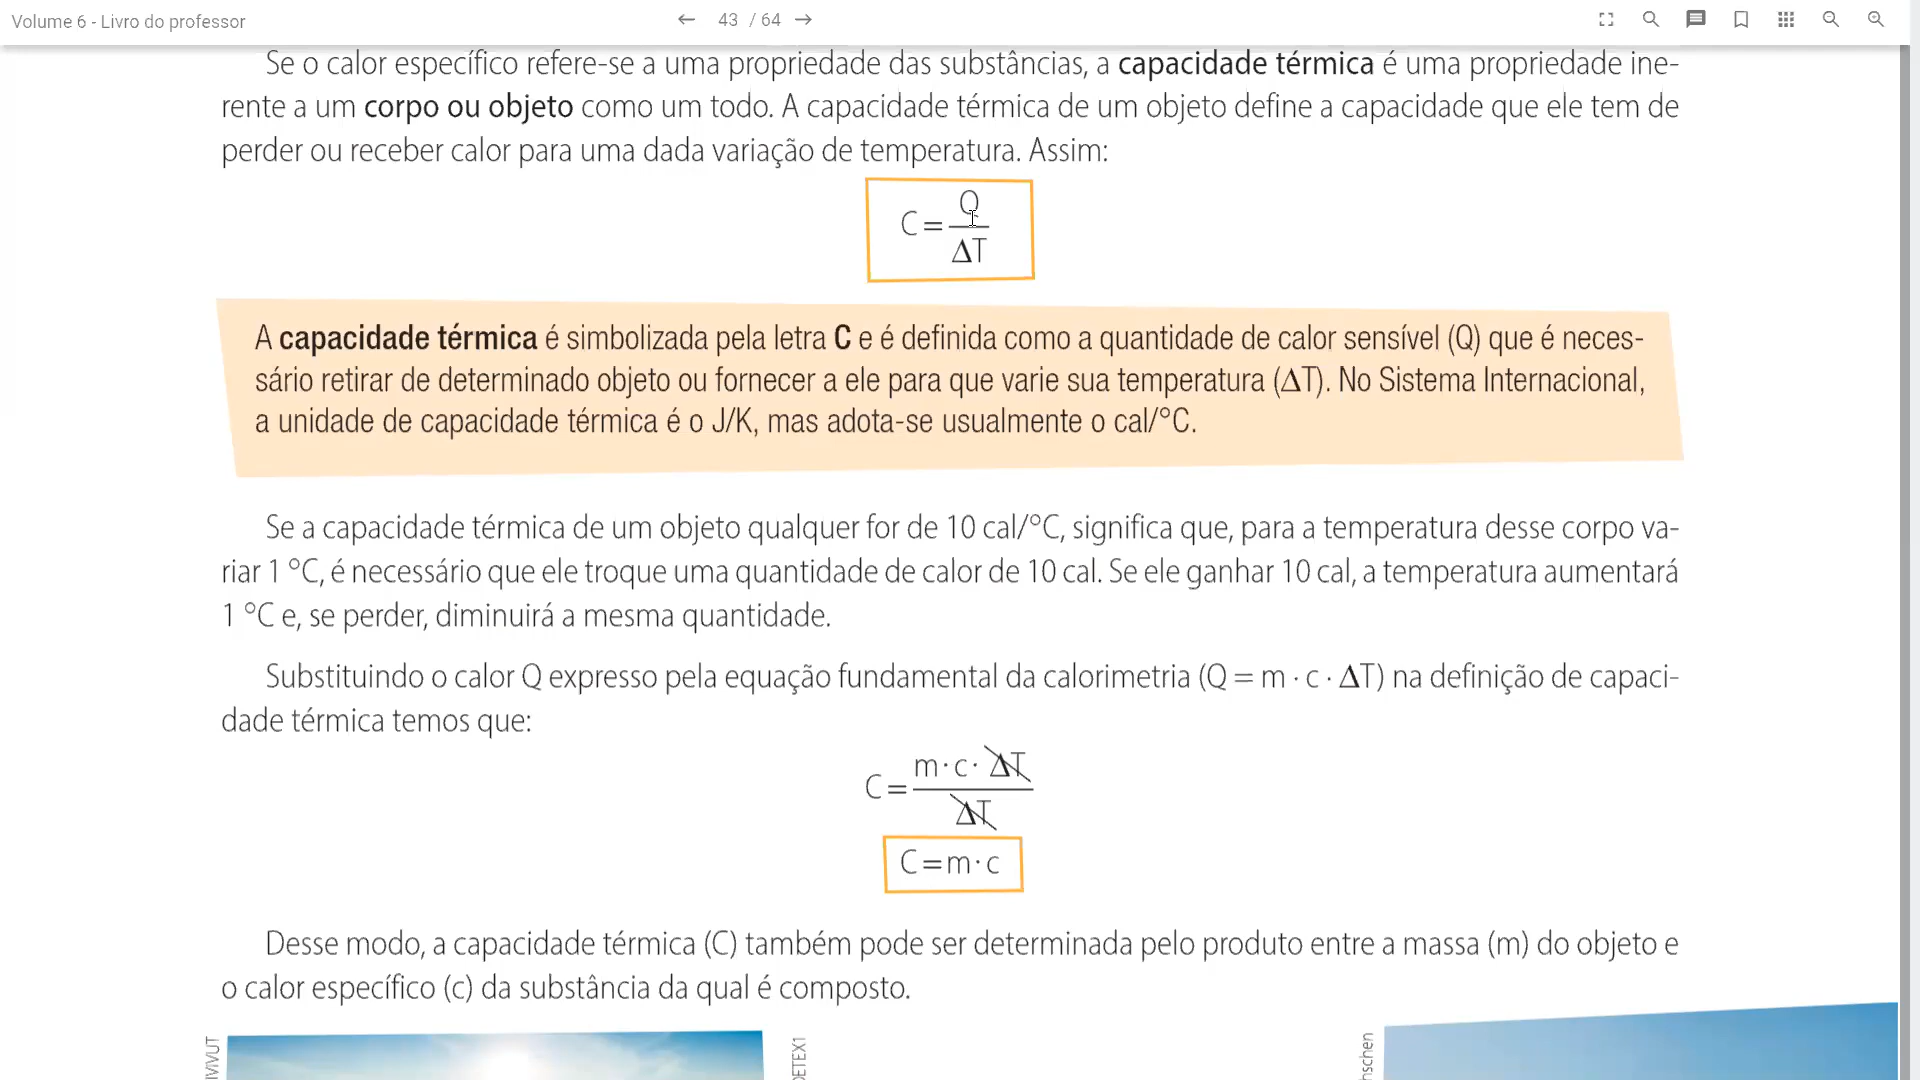 Volume 6 - Livro do professor
43 / 64
Se o calor específico refere-se a uma propriedade das substâncias, a capacidade térmica é uma propriedade ine-
rente a um corpo ou objeto como um todo. A capacidade térmica de um objeto define a capacidade que ele tem de
perder ou receber calor para uma dada variação de temperatura. Assim:
C = Q / ΔT
A capacidade térmica é simbolizada pela letra C e é definida como a quantidade de calor sensível (Q) que é neces-
sário retirar de determinado objeto ou fornecer a ele para que varie sua temperatura (ΔT). No Sistema Internacional,
a unidade de capacidade térmica é o J/K, mas adota-se usualmente o cal/°C.
Se a capacidade térmica de um objeto qualquer for de 10 cal/°C, significa que, para a temperatura desse corpo va-
riar 1 °C, é necessário que ele troque uma quantidade de calor de 10 cal. Se ele ganhar 10 cal, a temperatura aumentará
1 °C e, se perder, diminuirá a mesma quantidade.
Substituindo o calor Q expresso pela equação fundamental da calorimetria (Q = m · c · ΔT) na definição de capaci-
dade térmica temos que:
C = m · c · ΔT / ΔT
C = m · c
Desse modo, a capacidade térmica (C) também pode ser determinada pelo produto entre a massa (m) do objeto e
o calor específico (c) da substância da qual é composto.